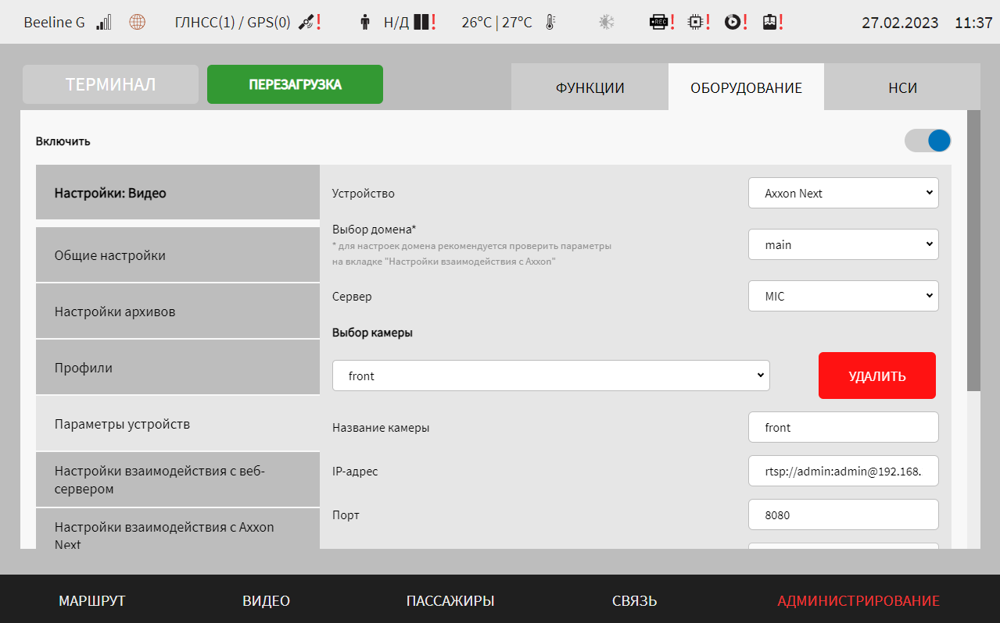 Beeline G
ГЛНСС(1) / GPS(0)
!
Н/Д
!
26°C | 27°C
REC
!
!
!
!
27.02.2023
11:37
ТЕРМИНАЛ
ПЕРЕЗАГРУЗКА
ФУНКЦИИ
ОБОРУДОВАНИЕ
НСИ
Включить
Настройки: Видео
Общие настройки
Настройки архивов
Профили
Параметры устройств
Настройки взаимодействия с веб-
сервером
Настройки взаимодействия с Axxon
Next
Устройство
Axxon Next
Выбор домена*
* для настроек домена рекомендуется проверить параметры
на вкладке "Настройки взаимодействия с Axxon"
main
Сервер
MIC
Выбор камеры
front
УДАЛИТЬ
Название камеры
front
IP-адрес
rtsp://admin:admin@192.168.
Порт
8080
МАРШРУТ
ВИДЕО
ПАССАЖИРЫ
СВЯЗЬ
АДМИНИСТРИРОВАНИЕ